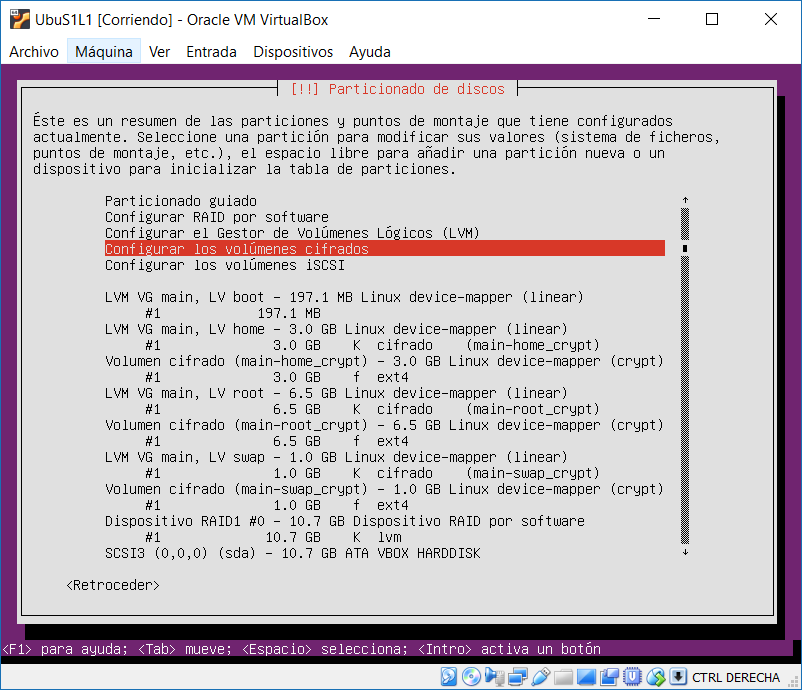 UbuS1L1 [Corriendo] - Oracle VM VirtualBox
Archivo Máquina Ver Entrada Dispositivos Ayuda
[!!] Particionado de discos
Éste es un resumen de las particiones y puntos de montaje que tiene configurados
actualmente. Seleccione una partición para modificar sus valores (sistema de ficheros,
puntos de montaje, etc.), el espacio libre para añadir una partición nueva o un
dispositivo para inicializar la tabla de particiones.
Particionado guiado
Configurar RAID por software
Configurar el Gestor de Volúmenes Lógicos (LVM)
Configurar los volúmenes cifrados
Configurar los volúmenes iSCSI
LVM VG main, LV boot - 197.1 MB Linux device-mapper (linear)
#1 197.1 MB
LVM VG main, LV home - 3.0 GB Linux device-mapper (linear)
#1 3.0 GB K cifrado (main-home_crypt)
Volumen cifrado (main-home_crypt) - 3.0 GB Linux device-mapper (crypt)
#1 3.0 GB f ext4
LVM VG main, LV root - 6.5 GB Linux device-mapper (linear)
#1 6.5 GB K cifrado (main-root_crypt)
Volumen cifrado (main-root_crypt) - 6.5 GB Linux device-mapper (crypt)
#1 6.5 GB f ext4
LVM VG main, LV swap - 1.0 GB Linux device-mapper (linear)
#1 1.0 GB K cifrado (main-swap_crypt)
Volumen cifrado (main-swap_crypt) - 1.0 GB Linux device-mapper (crypt)
#1 1.0 GB f ext4
Dispositivo RAID1 #0 - 10.7 GB Dispositivo RAID por software
#1 10.7 GB K lvm
SCSI3 (0,0,0) (sda) - 10.7 GB ATA VBOX HARDDISK
<Retroceder>
<F1> para ayuda; <Tab> mueve; <Espacio> selecciona; <Intro> activa un botón
CTRL DERECHA